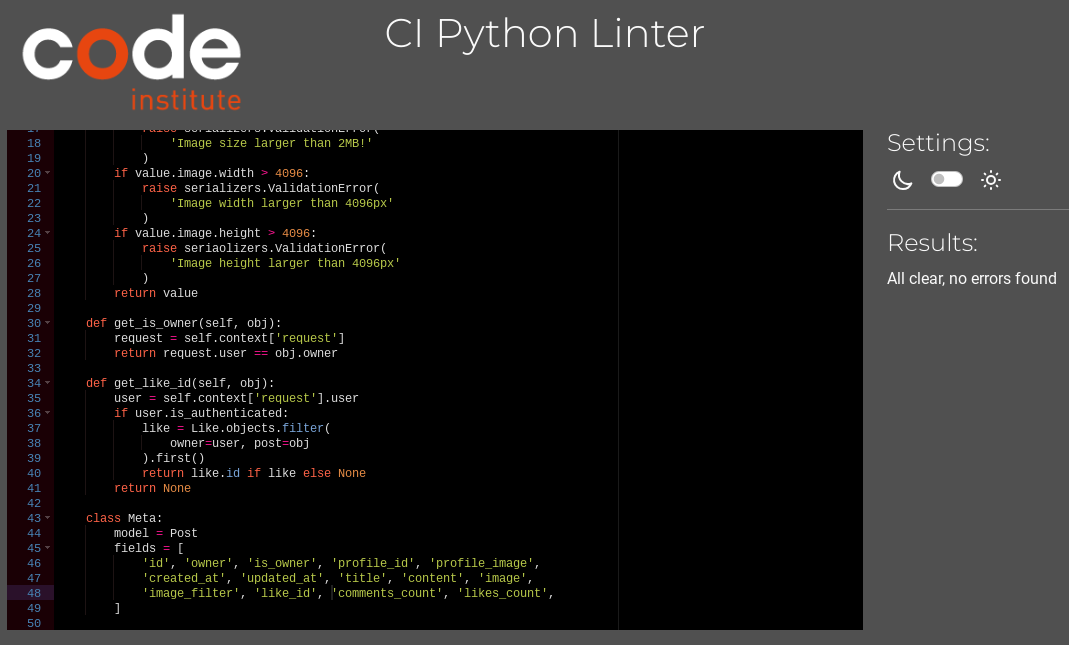 code
institute
CI Python Linter
17 raise serializers.ValidationError(
18 'Image size larger than 2MB!'
19 )
20 if value.image.width > 4096:
21 raise serializers.ValidationError(
22 'Image width larger than 4096px'
23 )
24 if value.image.height > 4096:
25 raise seriaolizers.ValidationError(
26 'Image height larger than 4096px'
27 )
28 return value
29
30 def get_is_owner(self, obj):
31 request = self.context['request']
32 return request.user == obj.owner
33
34 def get_like_id(self, obj):
35 user = self.context['request'].user
36 if user.is_authenticated:
37 like = Like.objects.filter(
38 owner=user, post=obj
39 ).first()
40 return like.id if like else None
41 return None
42
43 class Meta:
44 model = Post
45 fields = [
46 'id', 'owner', 'is_owner', 'profile_id', 'profile_image',
47 'created_at', 'updated_at', 'title', 'content', 'image',
48 'image_filter', 'like_id', 'comments_count', 'likes_count',
49 ]
50
Settings:
Results:
All clear, no errors found